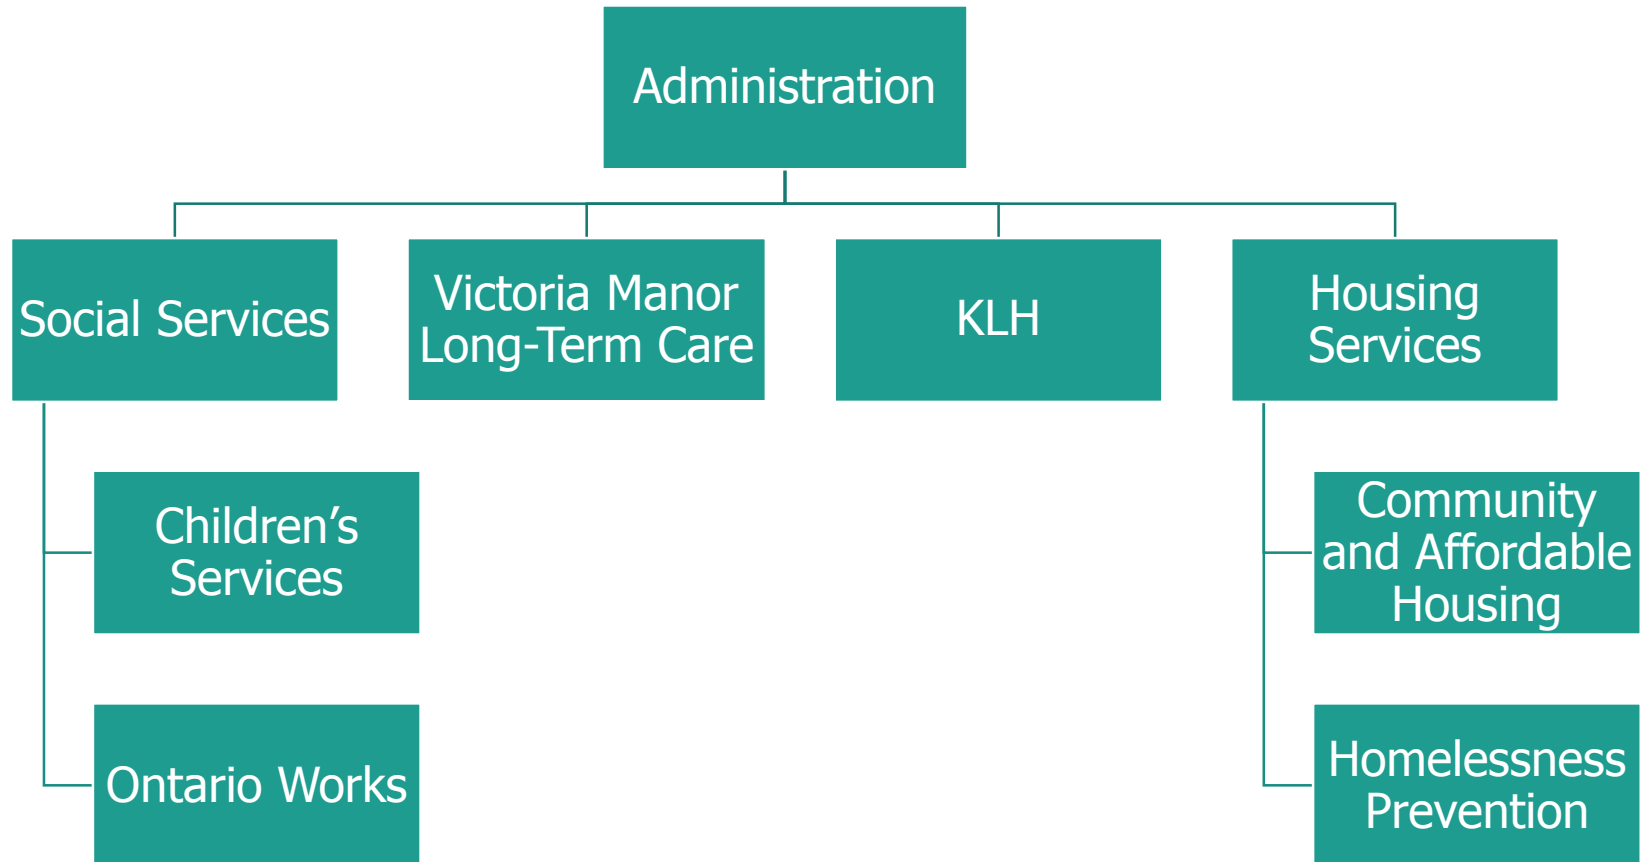 Administration
Social Services
Victoria Manor
Long-Term Care
KLH
Housing
Services
Children’s
Services
Ontario Works
Community
and Affordable
Housing
Homelessness
Prevention